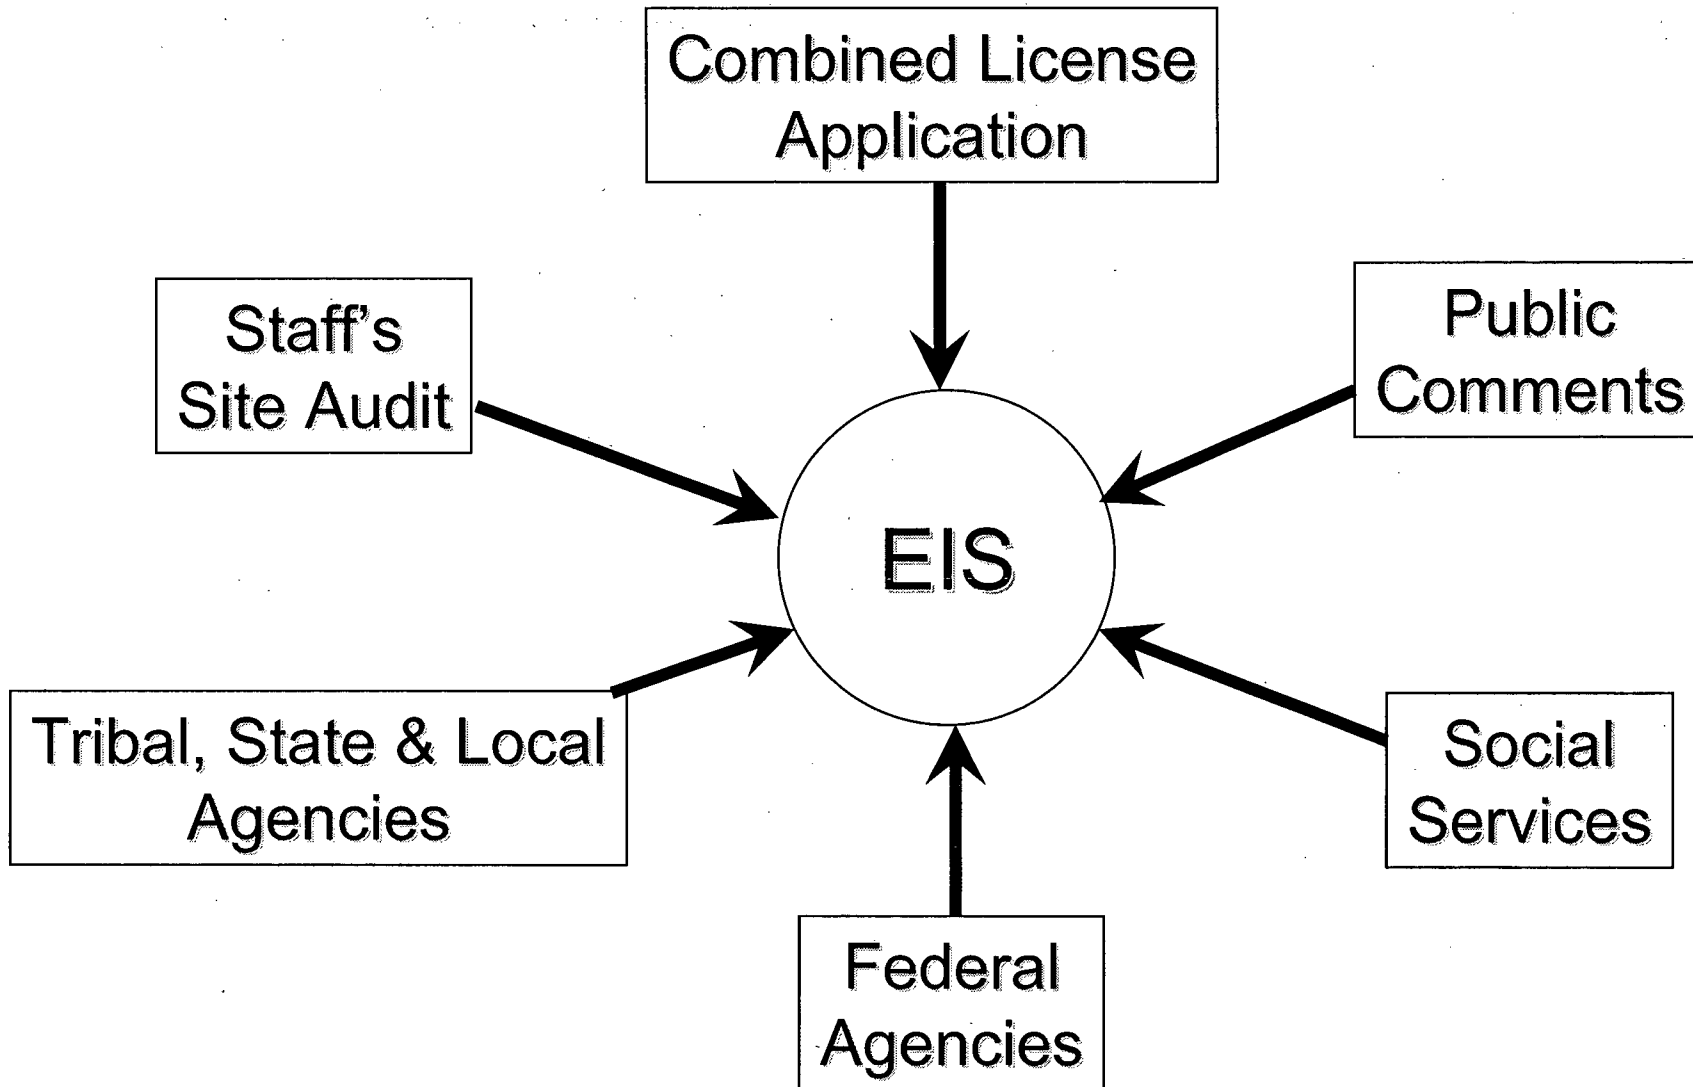 Combined License
Application
Staff's
Site Audit
Public
Comments
EIS
Tribal, State & Local
Agencies
Social
Services
Federal
Agencies